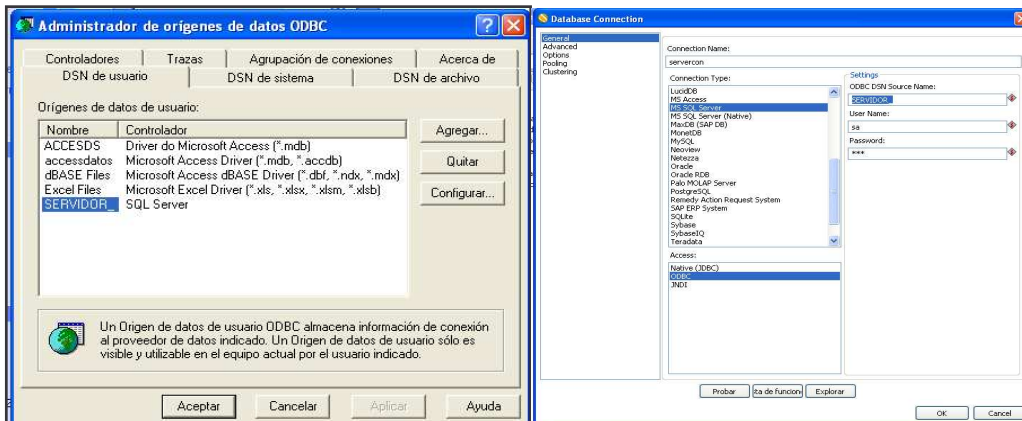 Administrador de orígenes de datos ODBC
Controladores
Trazas
Agrupación de conexiones
Acerca de
DSN de usuario
DSN de sistema
DSN de archivo
Orígenes de datos de usuario:
Nombre Controlador
ACCESDS Driver do Microsoft Access (*.mdb)
accessdatos Microsoft Access Driver (*.mdb, *.accdb)
dBASE Files Microsoft Access dBASE Driver (*.dbf, *.ndx, *.mdx)
Excel Files Microsoft Excel Driver (*.xls, *.xlsx, *.xlsm, *.xlsb)
SERVIDOR_ SQL Server
Agregar...
Quitar
Configurar...
Un Origen de datos de usuario ODBC almacena información de conexión
al proveedor de datos indicado. Un Origen de datos de usuario sólo es
visible y utilizable en el equipo actual por el usuario indicado.
Aceptar
Cancelar
Aplicar
Ayuda
Database Connection
General
Advanced
Options
Pooling
Clustering
Connection Name:
servercon
Connection Type:
LucidDB
MS Access
MS SQL Server
MS SQL Server (Native)
MaxDB (SAP DB)
MonetDB
MySQL
Neoview
Netezza
Oracle
Oracle RDB
Palo MOLAP Server
PostgreSQL
Remedy Action Request System
SAP ERP System
SQLite
Sybase
SybaseIQ
Teradata
Access:
Native (JDBC)
ODBC
JNDI
Settings
ODBC DSN Source Name:
SERVIDOR_
User Name:
sa
Password:
***
Probar
ta de funcion
Explorar
OK
Cancel